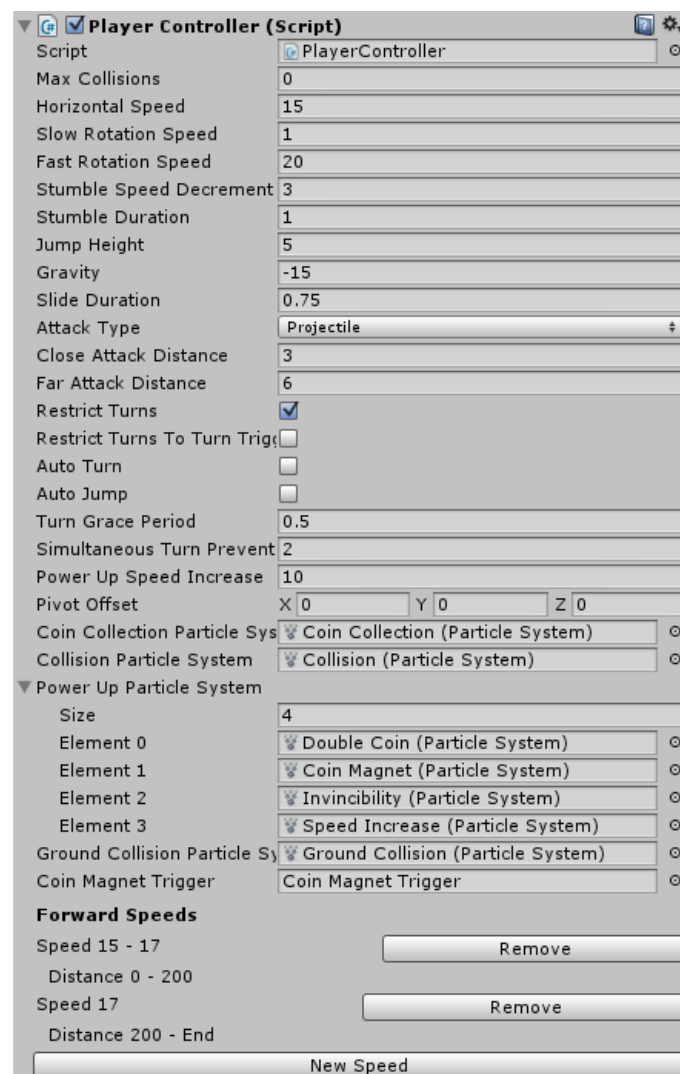 Player Controller (Script)
Script PlayerController
Max Collisions 0
Horizontal Speed 15
Slow Rotation Speed 1
Fast Rotation Speed 20
Stumble Speed Decrement 3
Stumble Duration 1
Jump Height 5
Gravity -15
Slide Duration 0.75
Attack Type Projectile
Close Attack Distance 3
Far Attack Distance 6
Restrict Turns
Restrict Turns To Turn Trigg
Auto Turn
Auto Jump
Turn Grace Period 0.5
Simultaneous Turn Prevent 2
Power Up Speed Increase 10
Pivot Offset X 0 Y 0 Z 0
Coin Collection Particle Sys Coin Collection (Particle System)
Collision Particle System Collision (Particle System)
Power Up Particle System
Size 4
Element 0 Double Coin (Particle System)
Element 1 Coin Magnet (Particle System)
Element 2 Invincibility (Particle System)
Element 3 Speed Increase (Particle System)
Ground Collision Particle Sy Ground Collision (Particle System)
Coin Magnet Trigger Coin Magnet Trigger
Forward Speeds
Speed 15 - 17 Remove
Distance 0 - 200
Speed 17 Remove
Distance 200 - End
New Speed